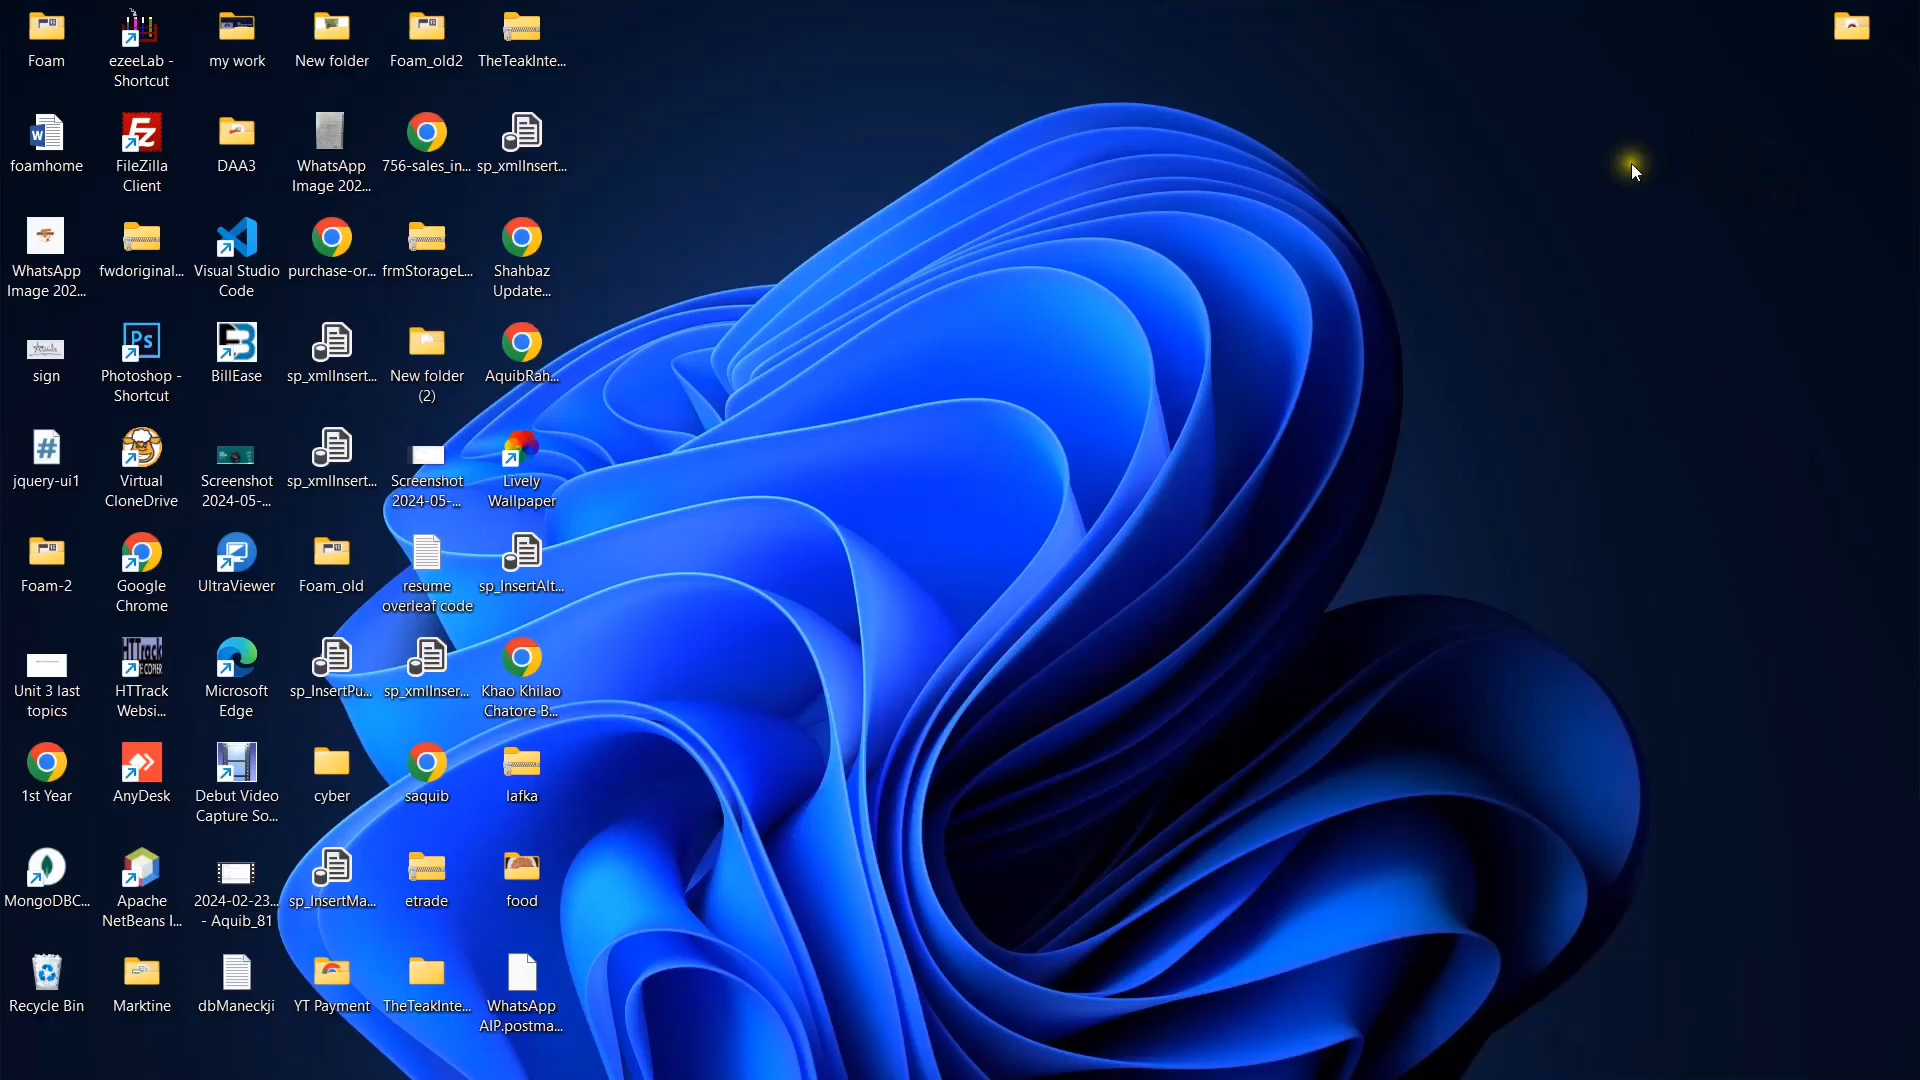 Foam
ezeeLab -
Shortcut
my work
New folder
Foam_old2
TheTeakInte...
foamhome
FileZilla
Client
DAA3
WhatsApp
Image 202...
756-sales_in...
sp_xmlInsert...
WhatsApp
Image 202...
fwdoriginal...
Visual Studio
Code
purchase-or...
frmStorageL...
Shahbaz
Update...
sign
Photoshop -
Shortcut
BillEase
sp_xmlInsert...
New folder
(2)
AquibRah...
jquery-ui1
Virtual
CloneDrive
Screenshot
2024-05-...
sp_xmlInsert...
Screenshot
2024-05-...
Lively
Wallpaper
Foam-2
Google
Chrome
UltraViewer
Foam_old
resume
overleaf code
sp_InsertAlt...
Unit 3 last
topics
HTTrack
Websi...
Microsoft
Edge
sp_InsertPu...
sp_xmlInser...
Khao Khilao
Chatore B...
1st Year
AnyDesk
Debut Video
Capture So...
cyber
saquib
lafka
MongoDBC...
Apache
NetBeans I...
2024-02-23...
- Aquib_81
sp_InsertMa...
etrade
food
Recycle Bin
Marktine
dbManeckji
YT Payment
TheTeakInte...
WhatsApp
AIP.postma...